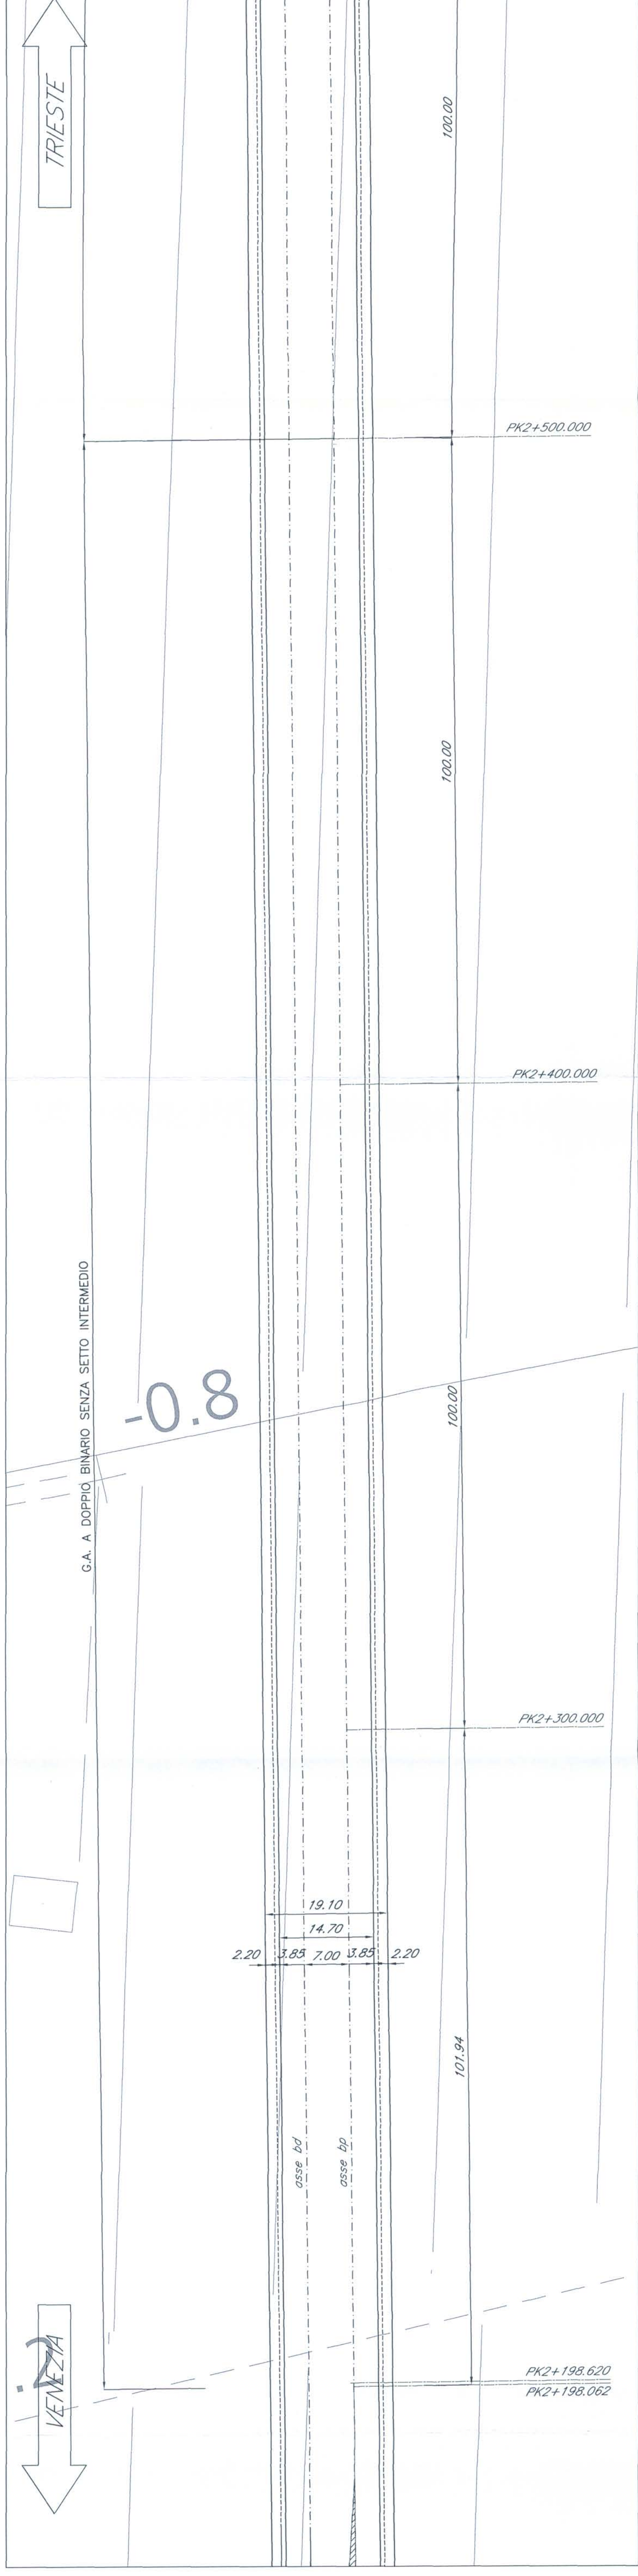 TRIESTE
100.00
PK2+500.000
100.00
PK2+400.000
G.A. A DOPPIO BINARIO SENZA SETTO INTERMEDIO
-0.8
100.00
PK2+300.000
19.10
14.70
2.20 3.85 7.00 3.85 2.20
101.94
asse bd
asse bp
.2
VENEZIA
PK2+198.620
PK2+198.062